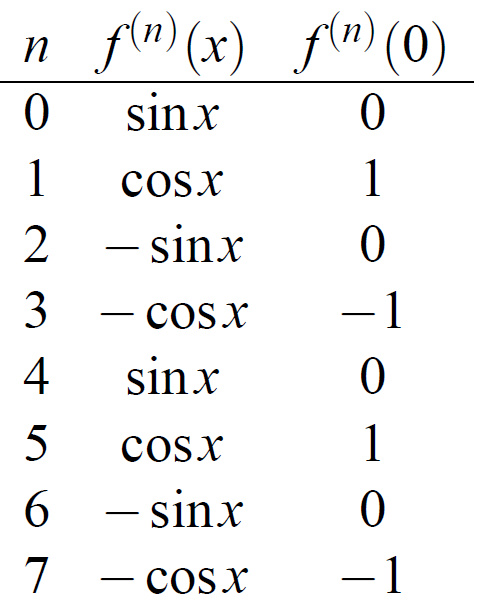 n f⁽ⁿ⁾(x) f⁽ⁿ⁾(0)
0 sin x 0
1 cos x 1
2 − sin x 0
3 − cos x −1
4 sin x 0
5 cos x 1
6 − sin x 0
7 − cos x −1